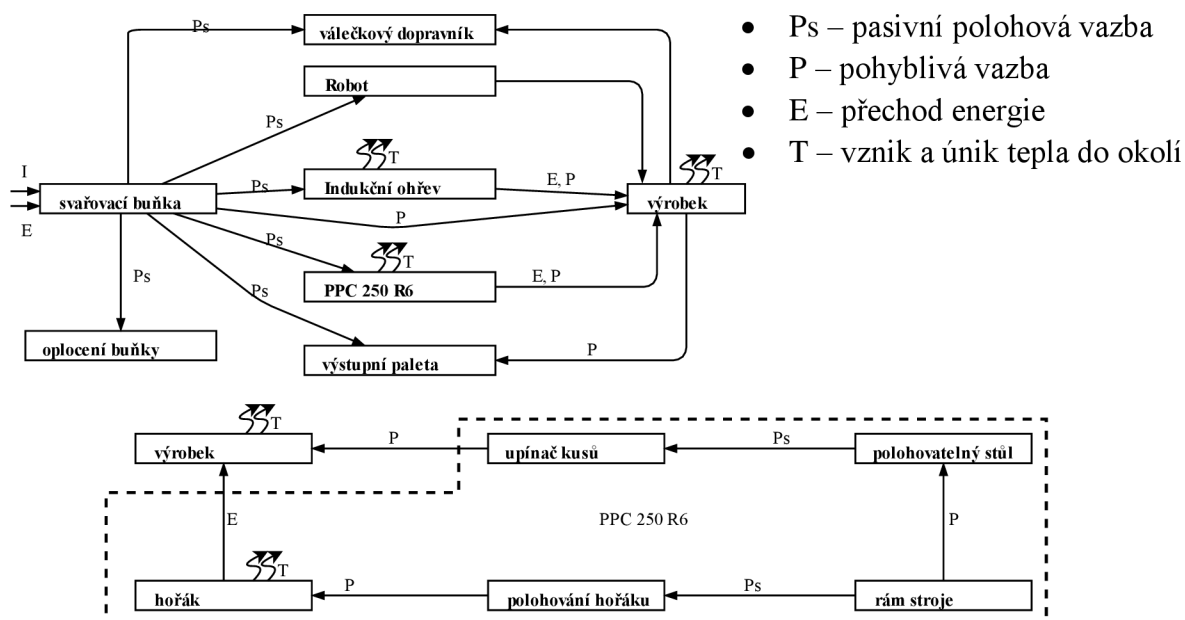 Ps
válečkový dopravník
Robot
Ps
T
I
Ps
Indukční ohřev
E, P
T
svařovací buňka
P
výrobek
E
Ps
T
Ps
PPC 250 R6
E, P
Ps
oplocení buňky
výstupní paleta
P
• Ps – pasivní polohová vazba
• P – pohyblivá vazba
• E – přechod energie
• T – vznik a únik tepla do okolí
T
výrobek
P
upínač kusů
Ps
polohovatelný stůl
E
PPC 250 R6
P
T
hořák
P
polohování hořáku
Ps
rám stroje